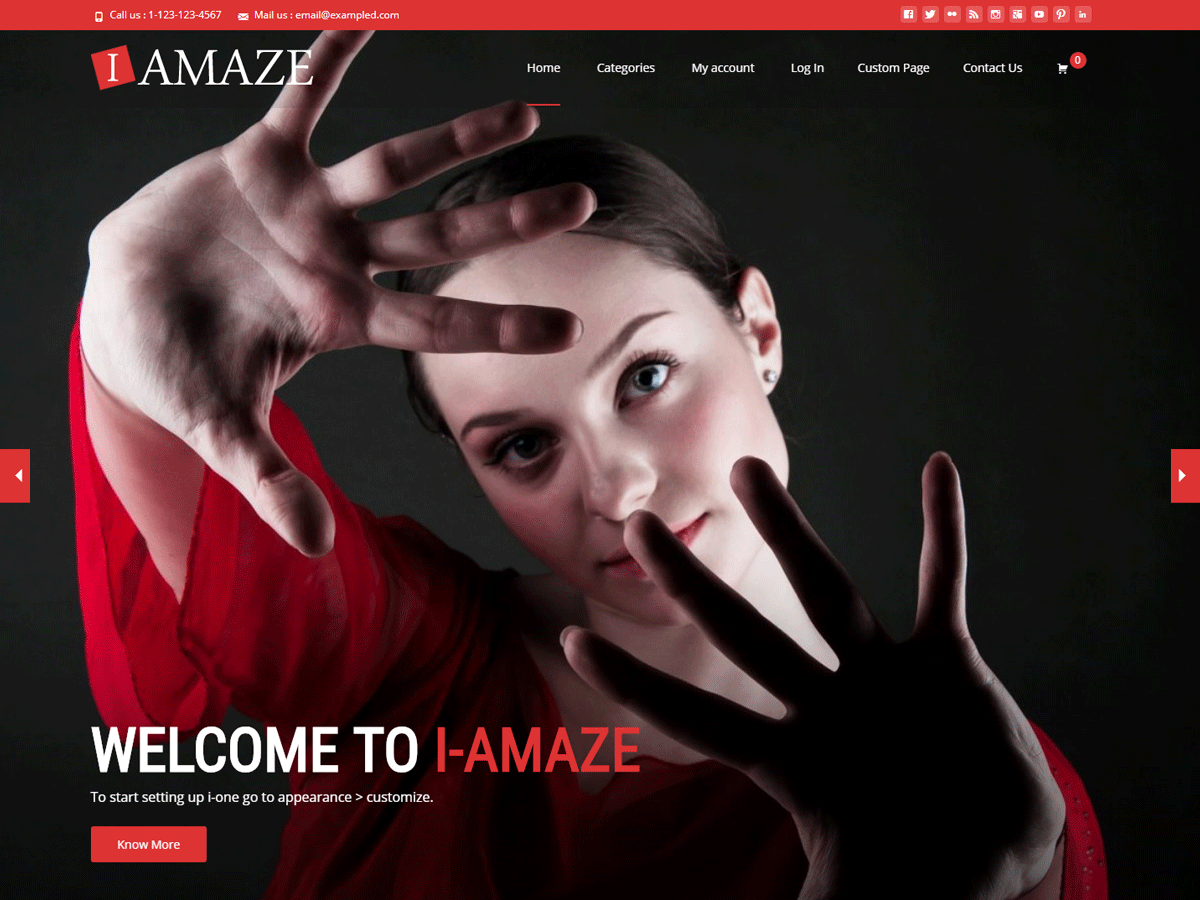 Call us : 1-123-123-4567 Mail us : email@exampled.com
I AMAZE
Home Categories My account Log In Custom Page Contact Us 0
WELCOME TO I-AMAZE
To start setting up i-one go to appearance > customize.
Know More